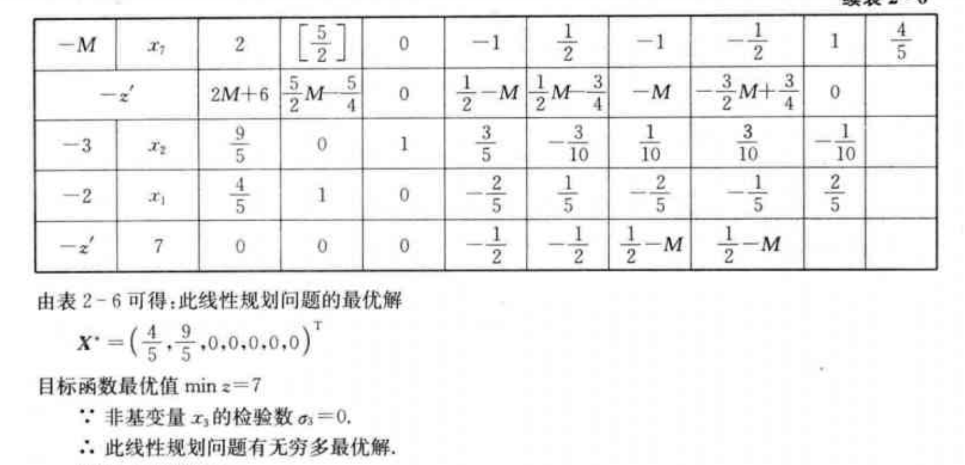 续表 2-6
-M x₇ 2 [5/2] 0 -1 1/2 -1 -1/2 1 4/5
-z′ 2M+6 5/2M-5/4 0 1/2-M 1/2M-3/4 -M -3/2M+3/4 0
-3 x₂ 9/5 0 1 3/5 -3/10 1/10 3/10 -1/10
-2 x₁ 4/5 1 0 -2/5 1/5 -2/5 -1/5 2/5
-z′ 7 0 0 0 -1/2 -1/2 1/2-M 1/2-M
由表 2-6 可得:此线性规划问题的最优解
X* =(4/5,9/5,0,0,0,0,0)ᵀ
目标函数最优值 min z=7
∵ 非基变量 x₃的检验数 σ₃=0.
∴ 此线性规划问题有无穷多最优解.